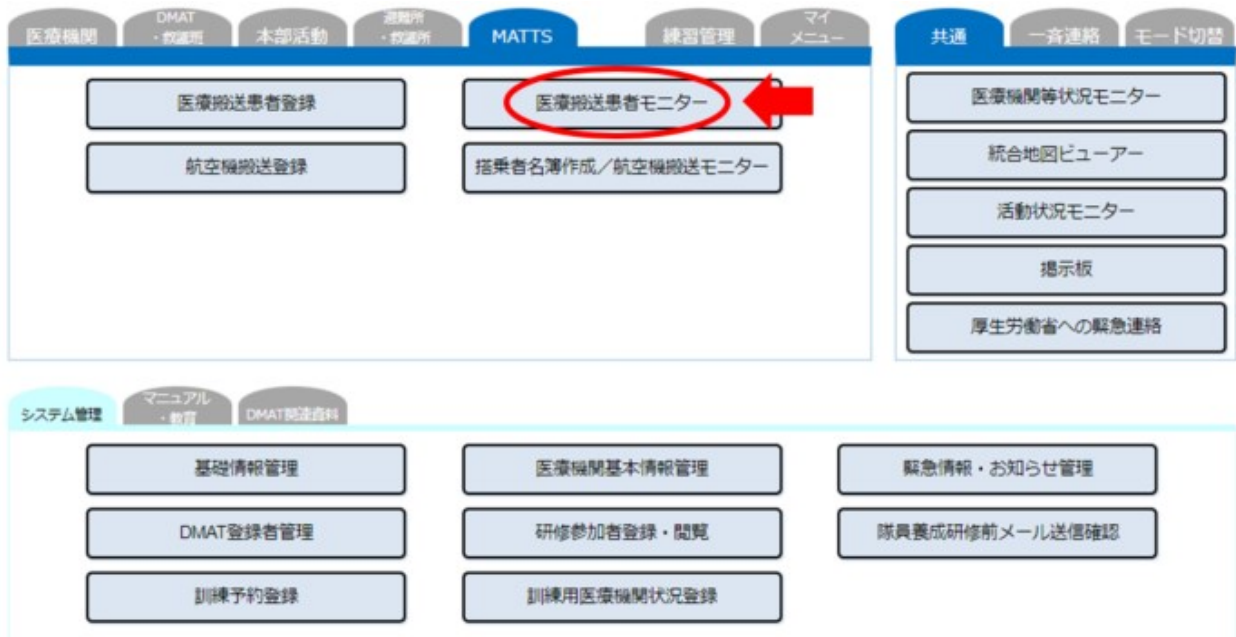 医療機関
DMAT
・救護班
本部活動
避難所
・救護所
MATTS
練習管理
マイ
メニュー
共通
一斉連絡
モード切替
医療搬送患者登録
医療搬送患者モニター
航空機搬送登録
搭乗者名簿作成／航空機搬送モニター
医療機関等状況モニター
統合地図ビューアー
活動状況モニター
掲示板
厚生労働省への緊急連絡
システム管理
マニュアル
・教育
DMAT関連資料
基礎情報管理
医療機関基本情報管理
緊急情報・お知らせ管理
DMAT登録者管理
研修参加者登録・閲覧
隊員養成研修前メール送信確認
訓練予約登録
訓練用医療機関状況登録